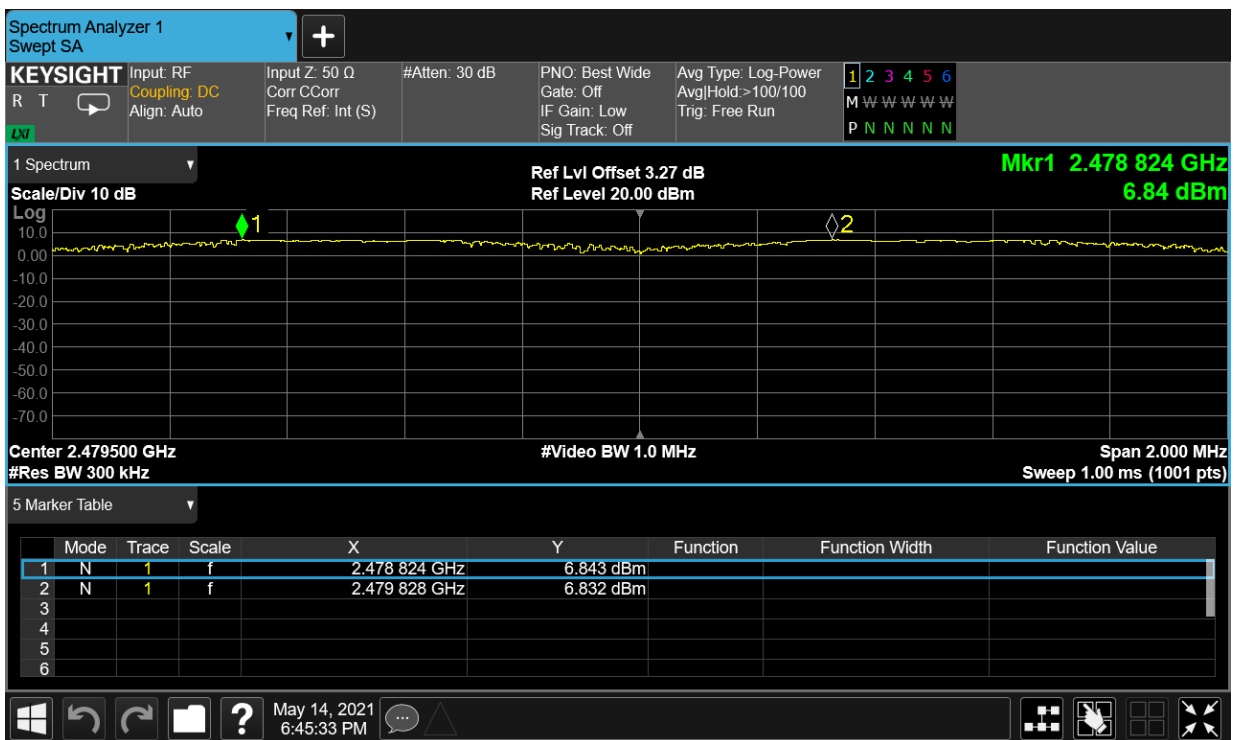 Spectrum Analyzer 1
Swept SA
+
KEYSIGHT
R T
LXI
Input: RF
Coupling: DC
Align: Auto
Input Z: 50 Ω
Corr CCorr
Freq Ref: Int (S)
#Atten: 30 dB
PNO: Best Wide
Gate: Off
IF Gain: Low
Sig Track: Off
Avg Type: Log-Power
Avg|Hold:>100/100
Trig: Free Run
1 2 3 4 5 6
M W W W W W
P N N N N N
1 Spectrum
Scale/Div 10 dB
Ref Lvl Offset 3.27 dB
Ref Level 20.00 dBm
Mkr1 2.478 824 GHz
6.84 dBm
Log
1
2
10.0
0.00
-10.0
-20.0
-30.0
-40.0
-50.0
-60.0
-70.0
Center 2.479500 GHz
#Video BW 1.0 MHz
Span 2.000 MHz
#Res BW 300 kHz
Sweep 1.00 ms (1001 pts)
5 Marker Table
Mode Trace Scale X Y Function Function Width Function Value
1 N 1 f 2.478 824 GHz 6.843 dBm
2 N 1 f 2.479 828 GHz 6.832 dBm
3
4
5
6
?
May 14, 2021
6:45:33 PM